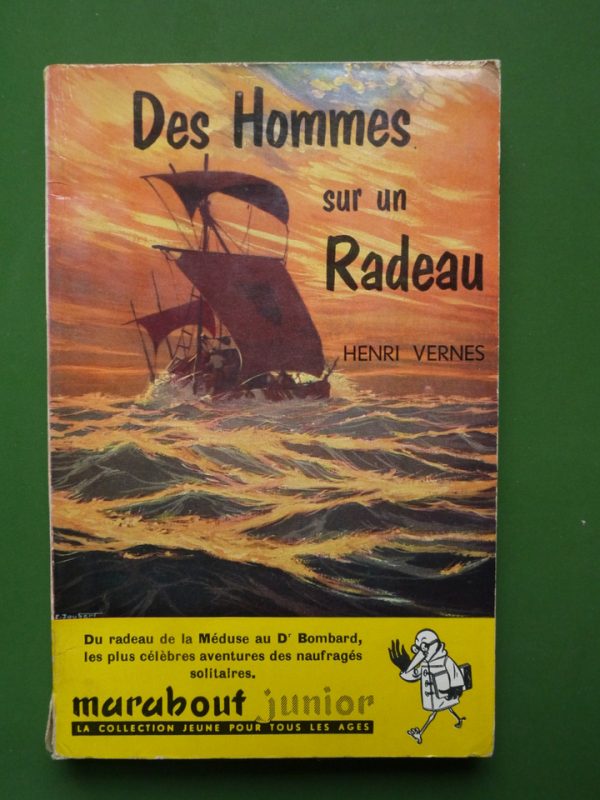 Des Hommes
sur un
Radeau
HENRI VERNES
P. Joubert
Du radeau de la Méduse au Dr Bombard,
les plus célèbres aventures des naufragés
solitaires.
marabout junior
LA COLLECTION JEUNE POUR TOUS LES AGES